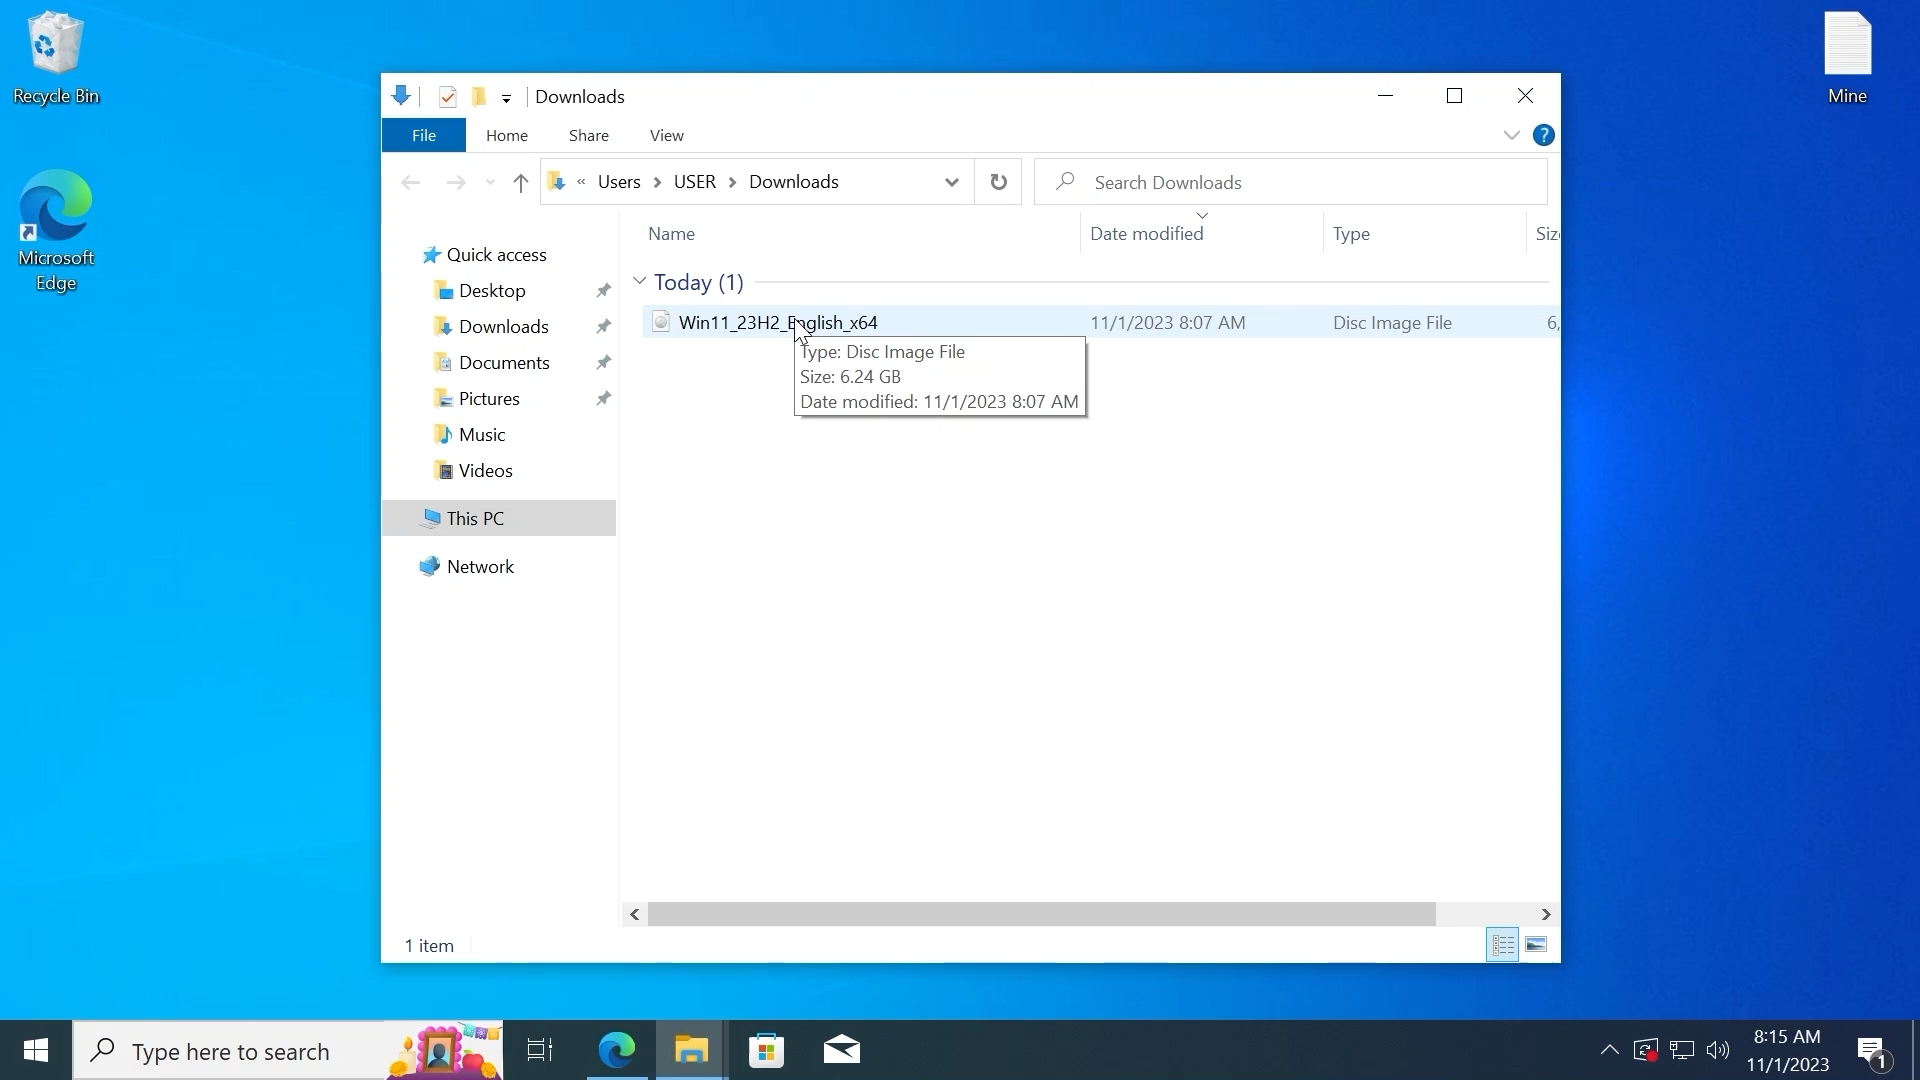 Recycle Bin
Microsoft
Edge
Mine
Downloads
File Home Share View
?
« Users > USER > Downloads
Search Downloads
Name Date modified Type Siz
Quick access
Desktop
Downloads
Documents
Pictures
Music
Videos
This PC
Network
Today (1)
Win11_23H2_English_x64 11/1/2023 8:07 AM Disc Image File 6,
Type: Disc Image File
Size: 6.24 GB
Date modified: 11/1/2023 8:07 AM
1 item
Type here to search
8:15 AM
11/1/2023
1